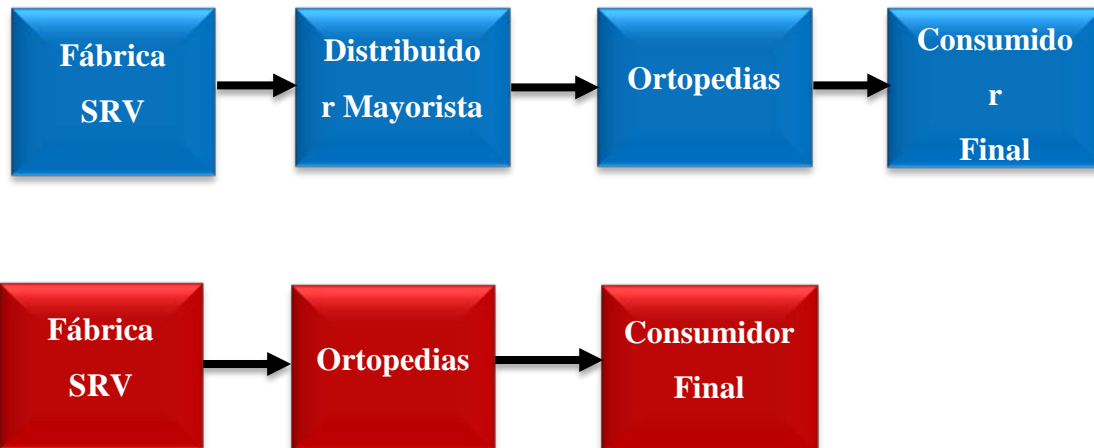 Fábrica
SRV
Distribuido
r Mayorista
Ortopedias
Consumido
r
Final
Fábrica
SRV
Ortopedias
Consumidor
Final